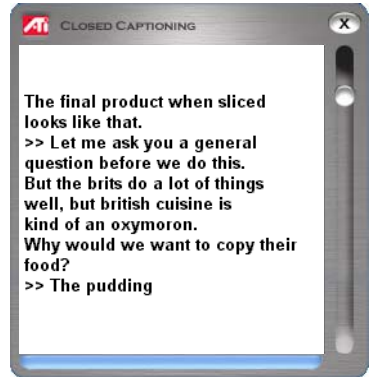 ATi CLOSED CAPTIONING X
The final product when sliced
looks like that.
>> Let me ask you a general
question before we do this.
But the brits do a lot of things
well, but british cuisine is
kind of an oxymoron.
Why would we want to copy their
food?
>> The pudding